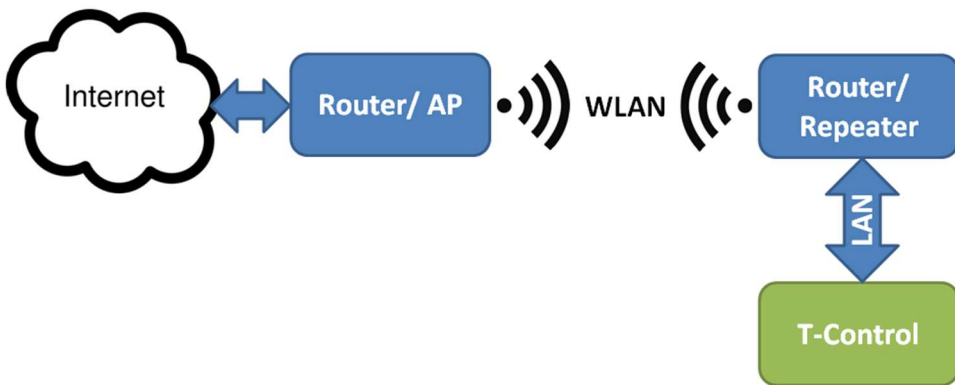 Internet
Router/ AP
WLAN
Router/
Repeater
LAN
T-Control